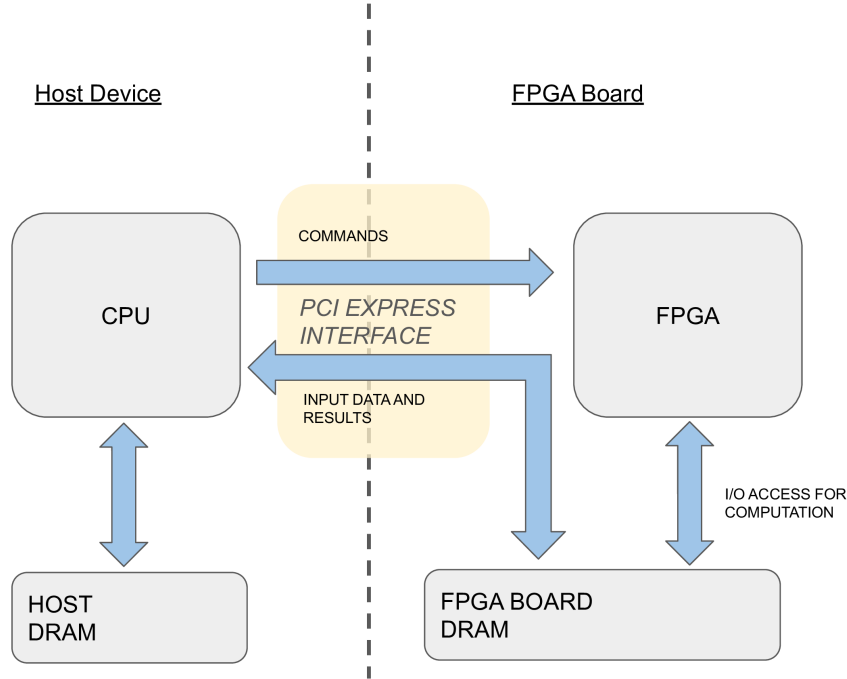 Host Device
FPGA Board
COMMANDS
CPU
PCI EXPRESS
INTERFACE
FPGA
INPUT DATA AND
RESULTS
I/O ACCESS FOR
COMPUTATION
HOST
DRAM
FPGA BOARD
DRAM